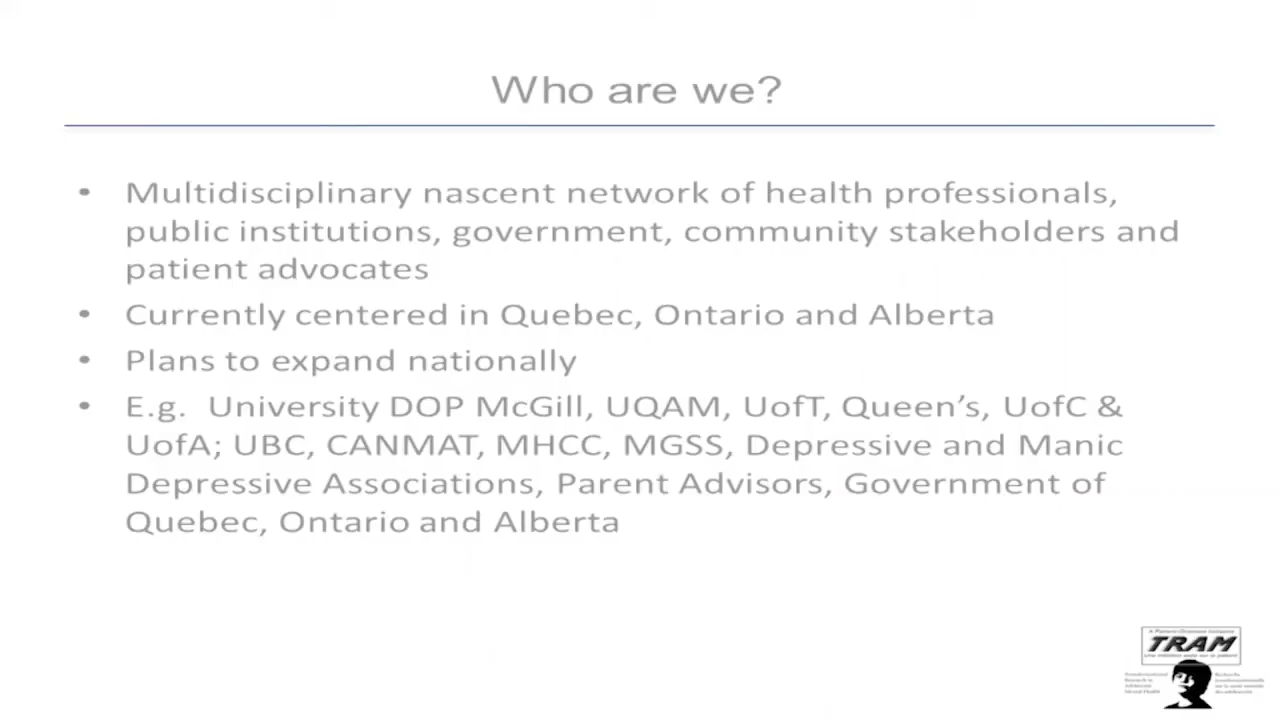 Who are we?
• Multidisciplinary nascent network of health professionals,
public institutions, government, community stakeholders and
patient advocates
• Currently centered in Quebec, Ontario and Alberta
• Plans to expand nationally
• E.g. University DOP McGill, UQAM, UofT, Queen's, UofC &
UofA; UBC, CANMAT, MHCC, MGSS, Depressive and Manic
Depressive Associations, Parent Advisors, Government of
Quebec, Ontario and Alberta
TRAM